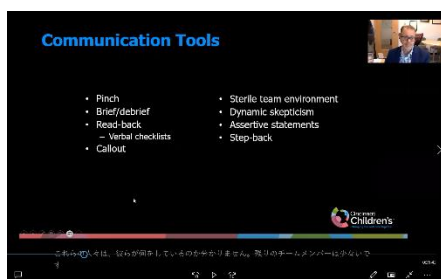 Communication Tools
• Pinch
• Brief/debrief
• Read-back
– Verbal checklists
• Callout
• Sterile team environment
• Dynamic skepticism
• Assertive statements
• Step-back
Cincinnati
Children's
これらの人々は、彼らが何をしているのか分かりません。残りのチームメンバーは少ないで
す